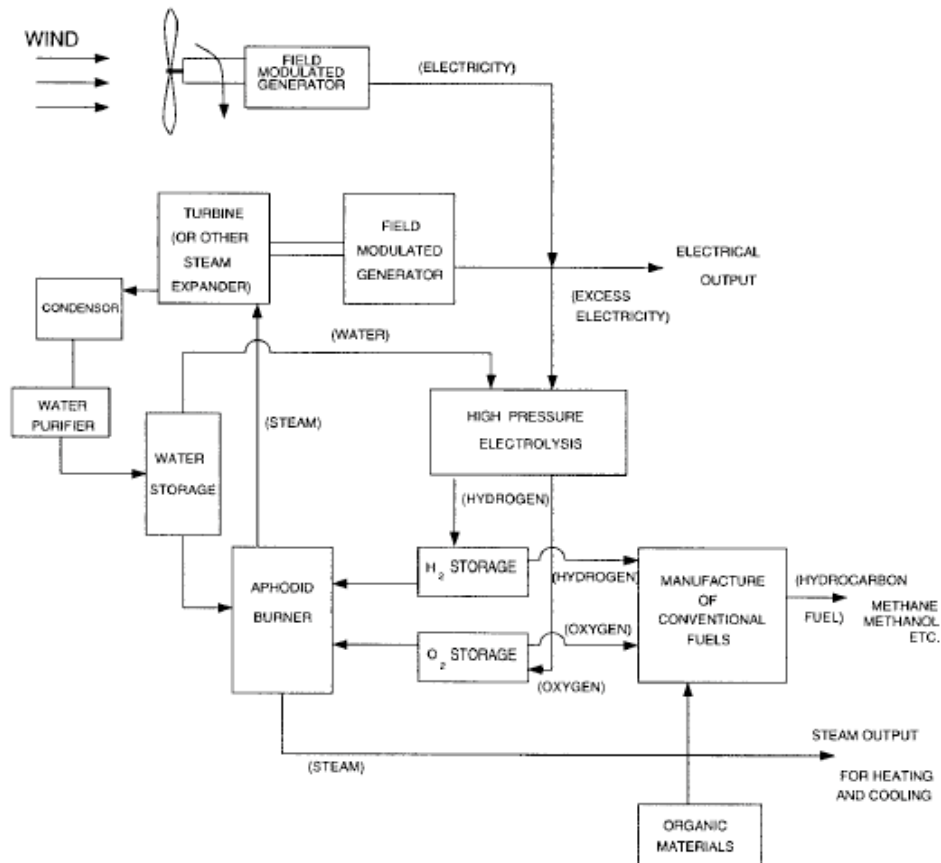 WIND
FIELD
MODULATED
GENERATOR
(ELECTRICITY)
TURBINE
(OR OTHER
STEAM
EXPANDER)
FIELD
MODULATED
GENERATOR
ELECTRICAL
OUTPUT
(EXCESS
ELECTRICITY)
CONDENSOR
(WATER)
WATER
PURIFIER
(STEAM)
HIGH PRESSURE
ELECTROLYSIS
WATER
STORAGE
(HYDROGEN)
APHODID
BURNER
H2 STORAGE
(HYDROGEN)
MANUFACTURE
OF
CONVENTIONAL
FUELS
(HYDROCARBON
FUEL)
METHANE
METHANOL
ETC.
(OXYGEN)
O2 STORAGE
(OXYGEN)
STEAM OUTPUT
(STEAM)
FOR HEATING
AND COOLING
ORGANIC
MATERIALS